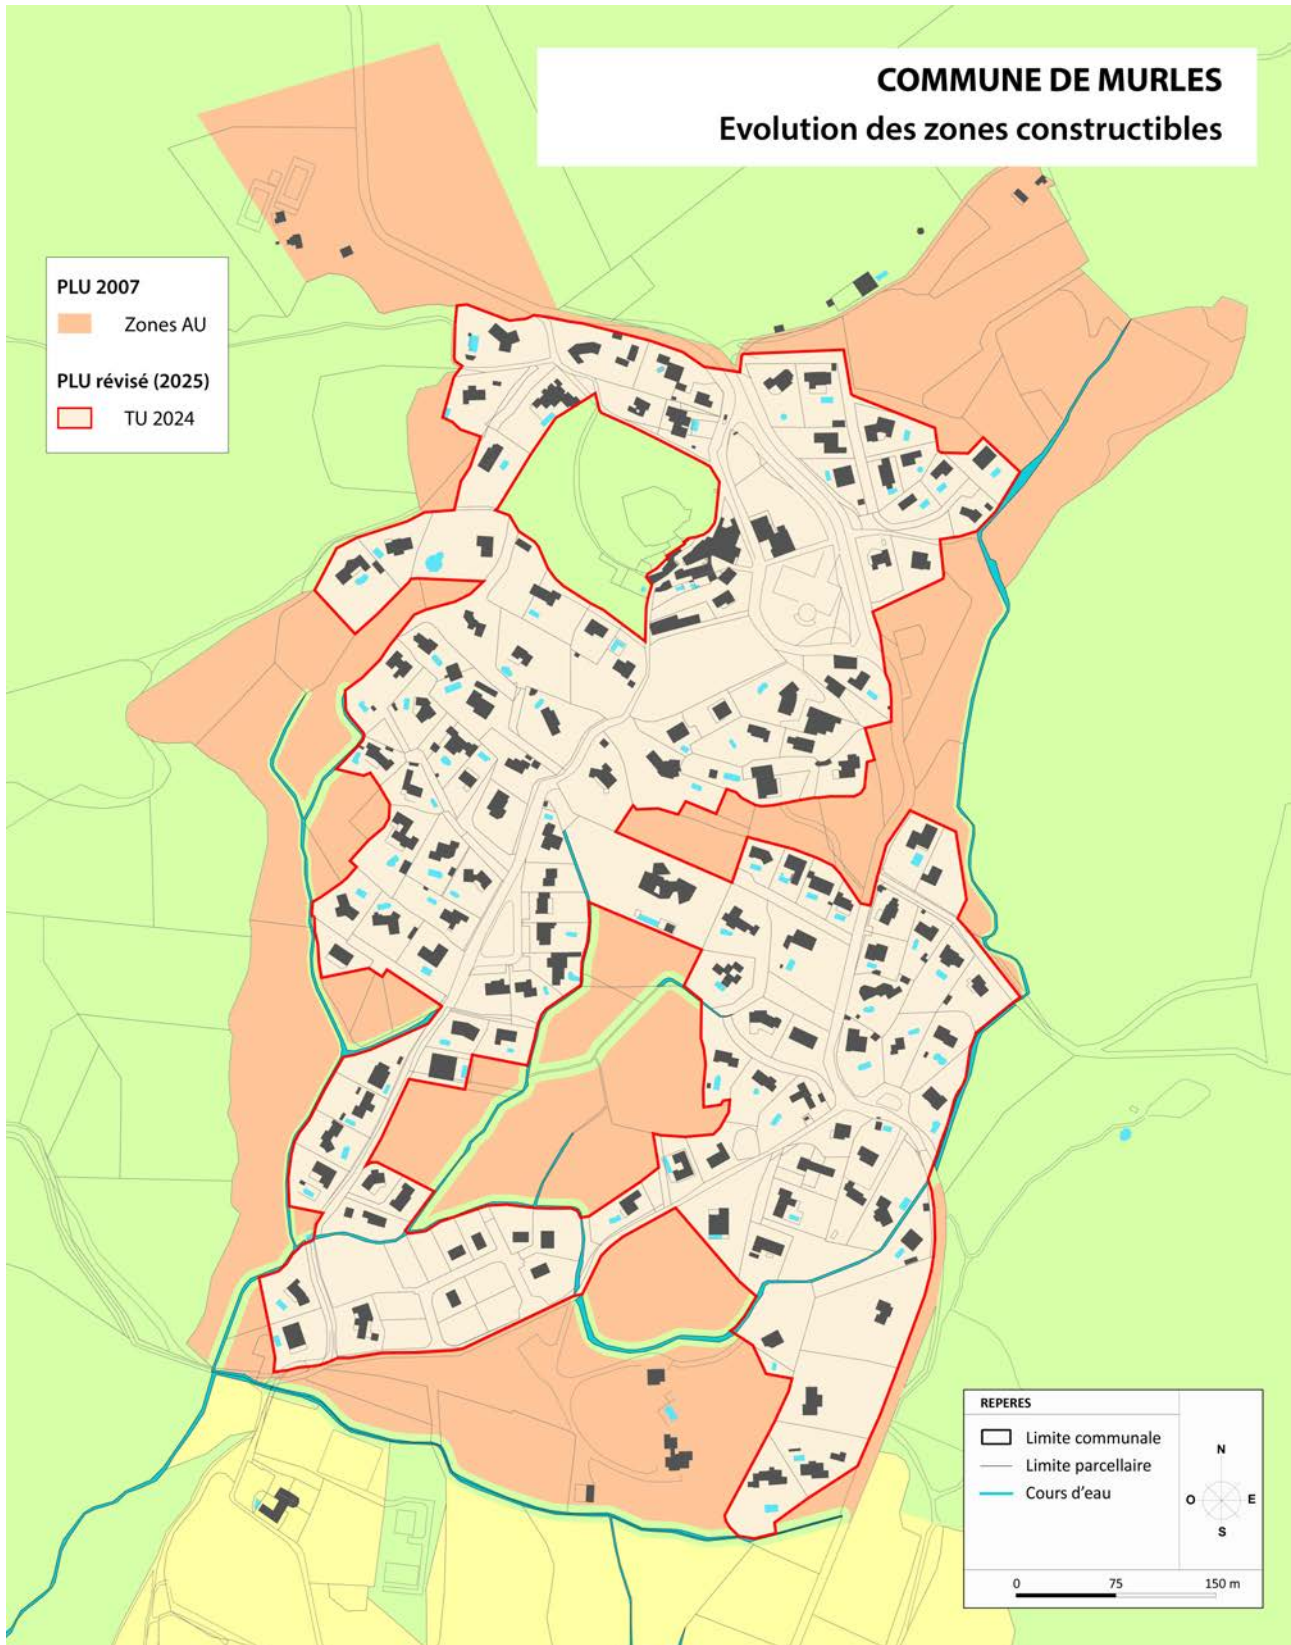 COMMUNE DE MURLES
Evolution des zones constructibles
PLU 2007
Zones AU
PLU révisé (2025)
TU 2024
REPERES
Limite communale
Limite parcellaire
Cours d'eau
N
O
E
S
0 75 150 m